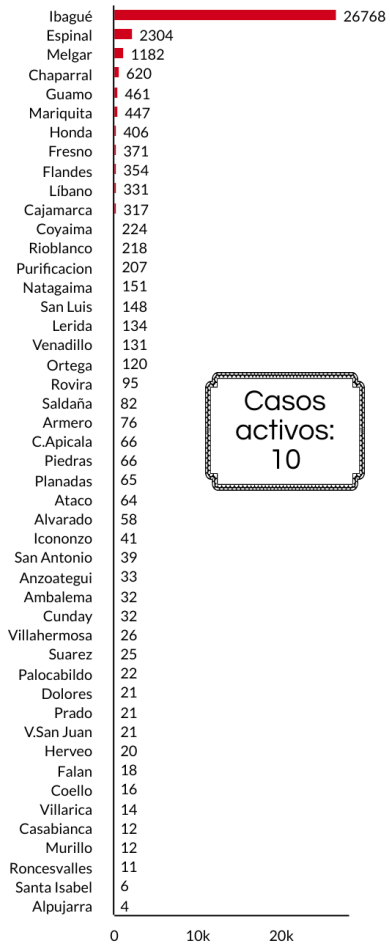 Ibagué 26768
Espinal 2304
Melgar 1182
Chaparral 620
Guamo 461
Mariquita 447
Honda 406
Fresno 371
Flandes 354
Líbano 331
Cajamarca 317
Coyaima 224
Rioblanco 218
Purificacion 207
Natagaima 151
San Luis 148
Lerida 134
Venadillo 131
Ortega 120
Rovira 95
Saldaña 82
Armero 76
C.Apicala 66
Piedras 66
Planadas 65
Ataco 64
Alvarado 58
Icononzo 41
San Antonio 39
Anzoategui 33
Ambalema 32
Cunday 32
Villahermosa 26
Suarez 25
Palocabildo 22
Dolores 21
Prado 21
V.San Juan 21
Herveo 20
Falan 18
Coello 16
Villarica 14
Casabianca 12
Murillo 12
Roncesvalles 11
Santa Isabel 6
Alpujarra 4
0 10k 20k
Casos
activos:
10